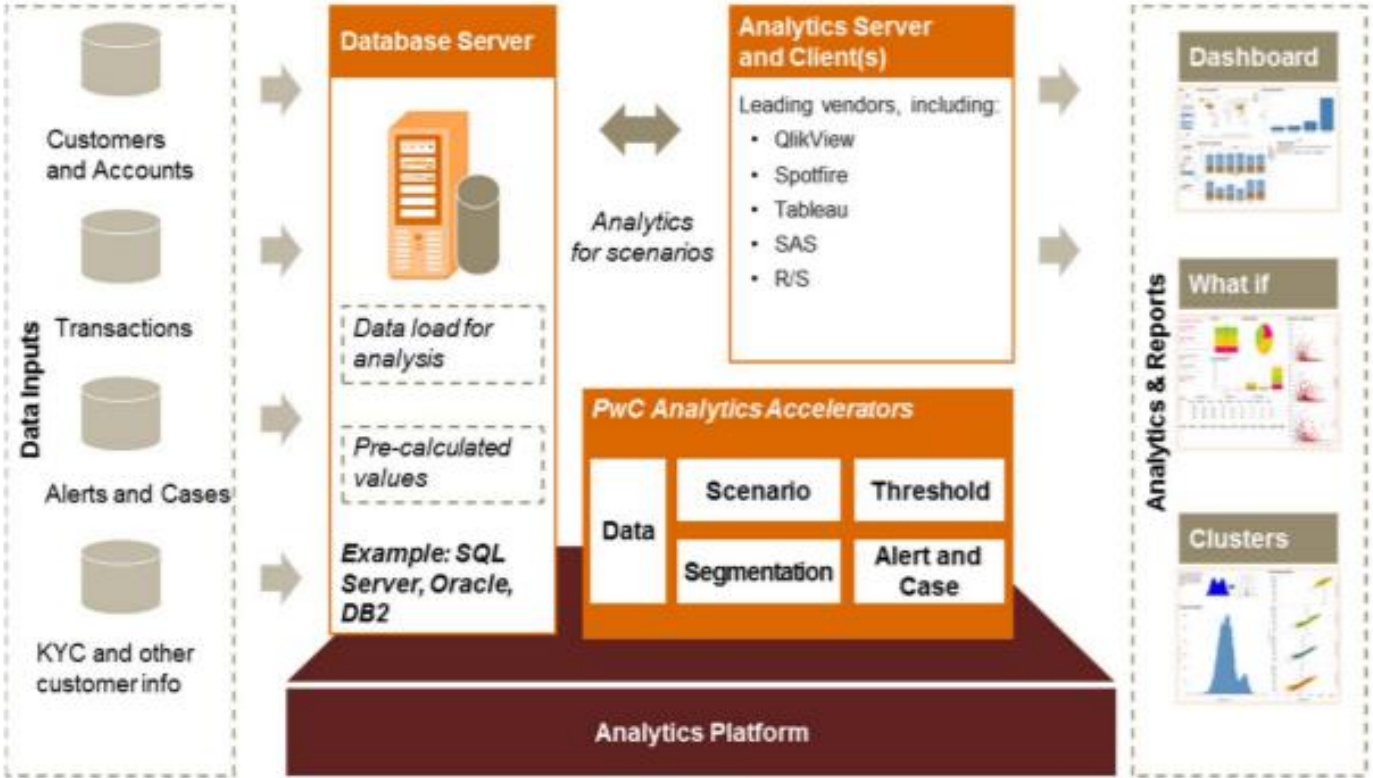 Data Inputs
Customers
and Accounts
Transactions
Alerts and Cases
KYC and other
customer info
Database Server
Data load for
analysis
Pre-calculated
values
Example: SQL
Server, Oracle,
DB2
Analytics
for scenarios
Analytics Server
and Client(s)
Leading vendors, including:
• QlikView
• Spotfire
• Tableau
• SAS
• R/S
PwC Analytics Accelerators
Data
Scenario
Threshold
Segmentation
Alert and
Case
Analytics Platform
Analytics & Reports
Dashboard
What if
Clusters